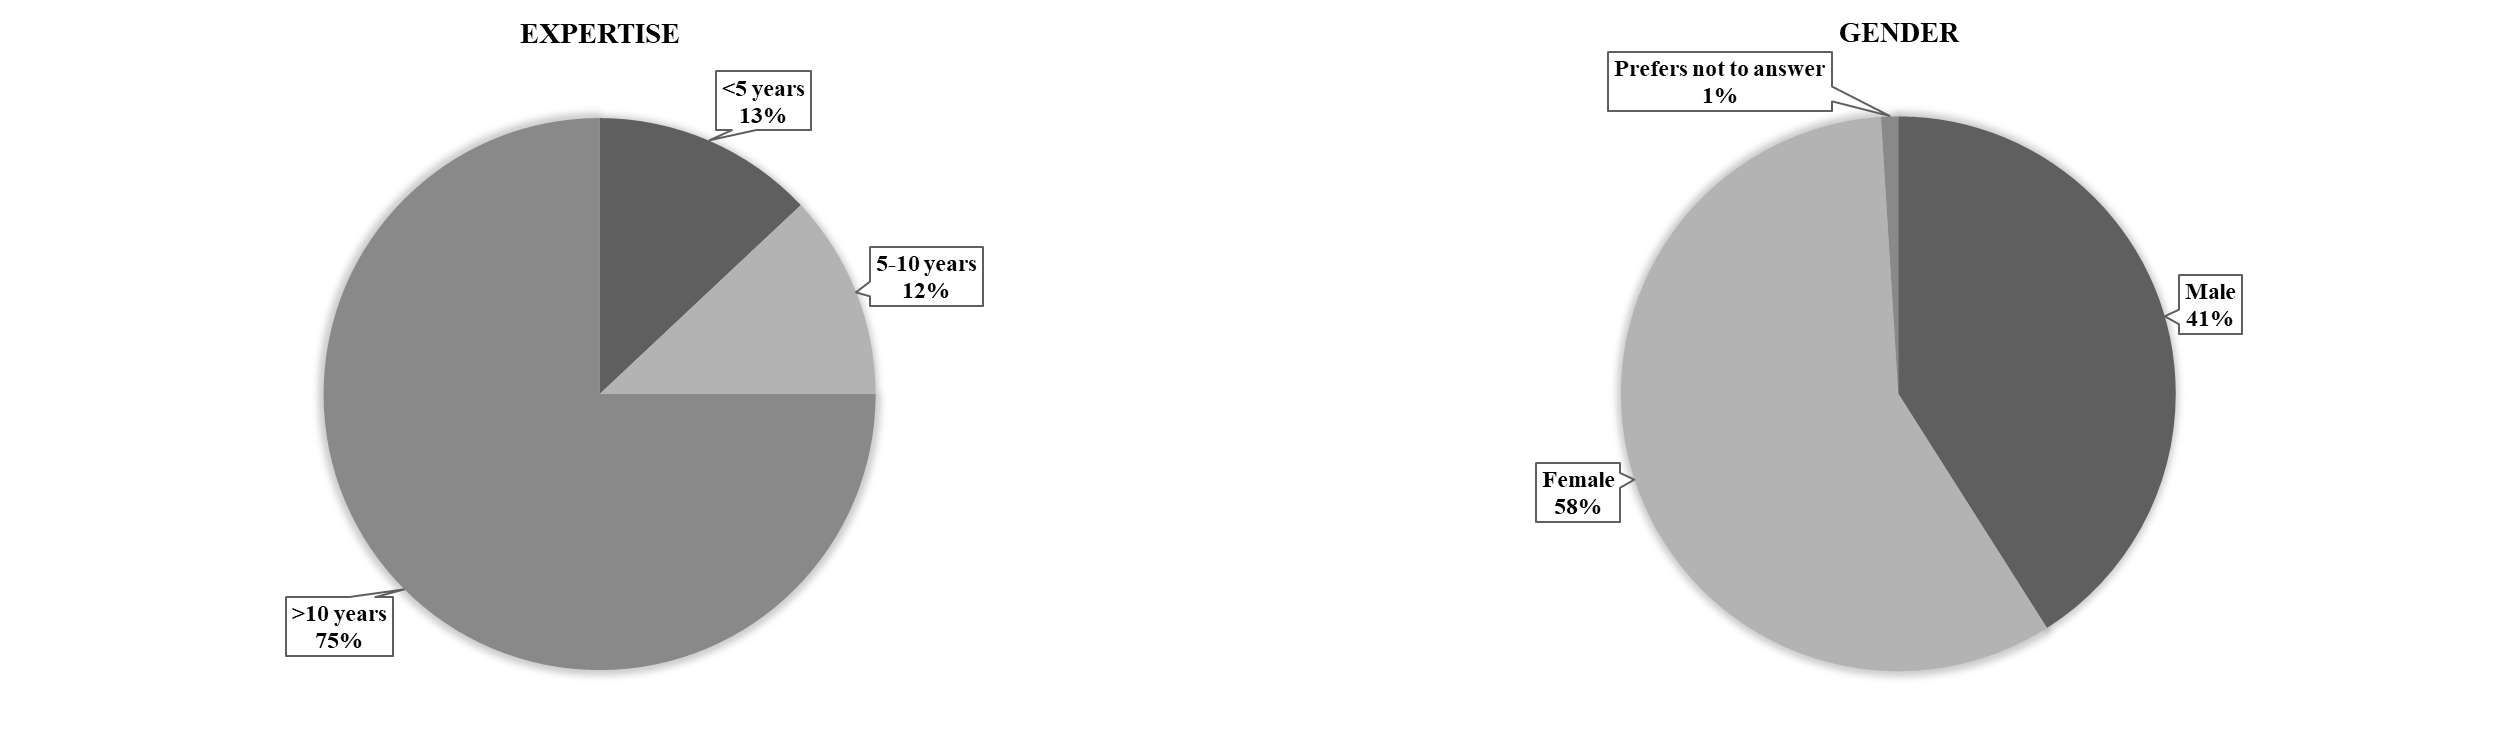 EXPERTISE
<5 years
13%
5-10 years
12%
>10 years
75%
GENDER
Prefers not to answer
1%
Male
41%
Female
58%